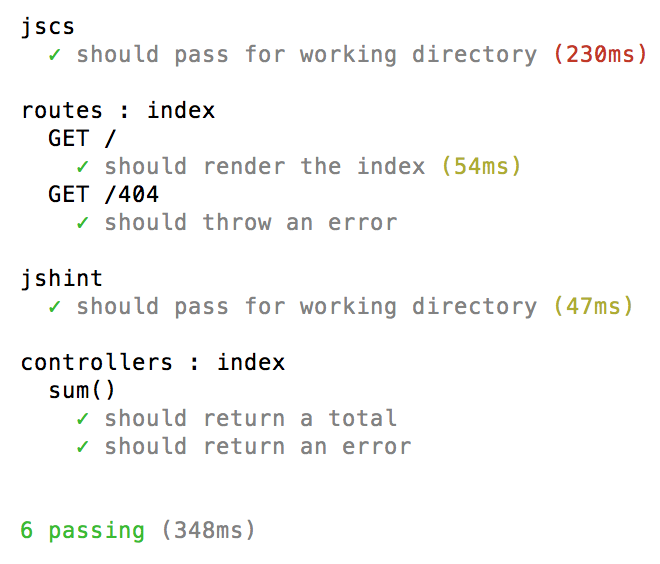 jscs
✓ should pass for working directory (230ms)
routes : index
GET /
✓ should render the index (54ms)
GET /404
✓ should throw an error
jshint
✓ should pass for working directory (47ms)
controllers : index
sum()
✓ should return a total
✓ should return an error
6 passing (348ms)